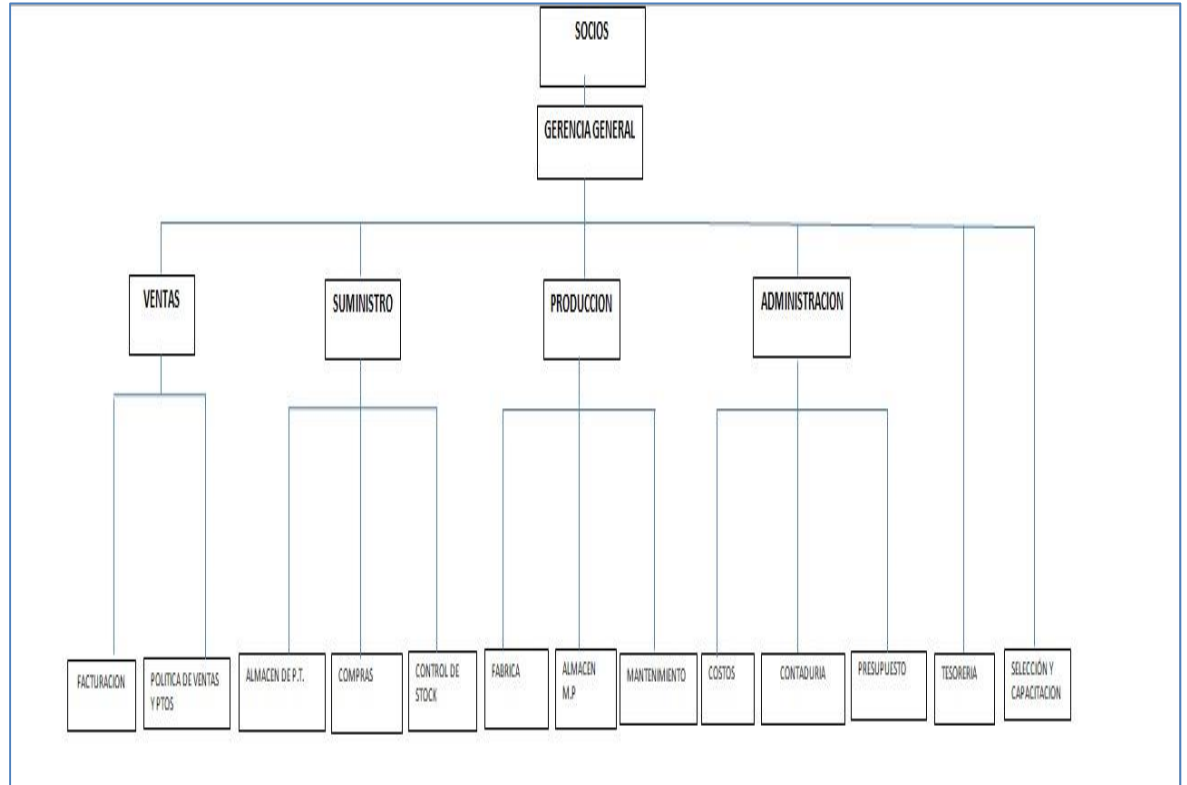 SOCIOS
GERENCIA GENERAL
VENTAS
SUMINISTRO
PRODUCCION
ADMINISTRACION
FACTURACION
POLITICA DE VENTAS
Y PTOS
ALMACEN DE P.T.
COMPRAS
CONTROL DE
STOCK
FABRICA
ALMACEN
M.P
MANTENIMIENTO
COSTOS
CONTADURIA
PRESUPUESTO
TESORERIA
SELECCIÓN Y
CAPACITACION